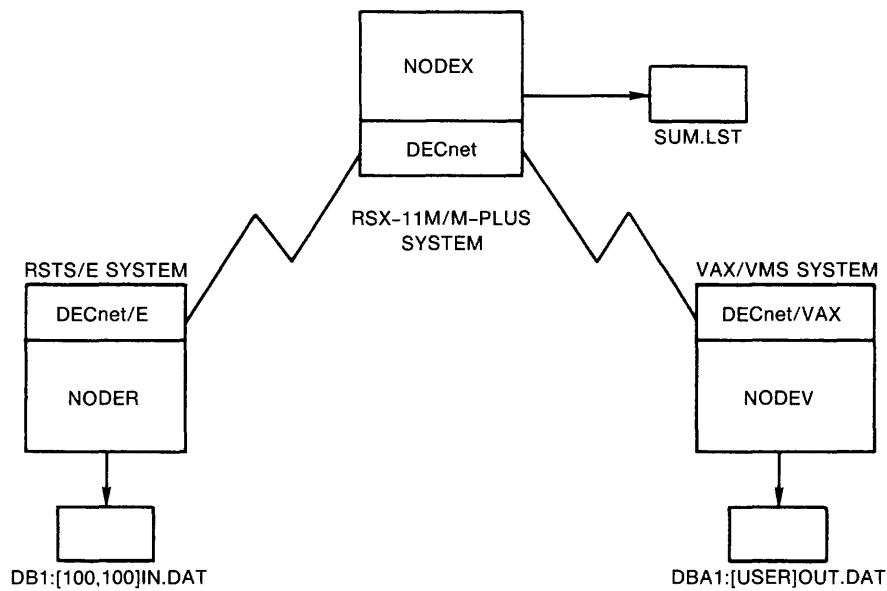 NODEX
DECnet
SUM.LST
RSX-11M/M-PLUS
SYSTEM
RSTS/E SYSTEM
DECnet/E
NODER
DB1:[100,100]IN.DAT
VAX/VMS SYSTEM
DECnet/VAX
NODEV
DBA1:[USER]OUT.DAT